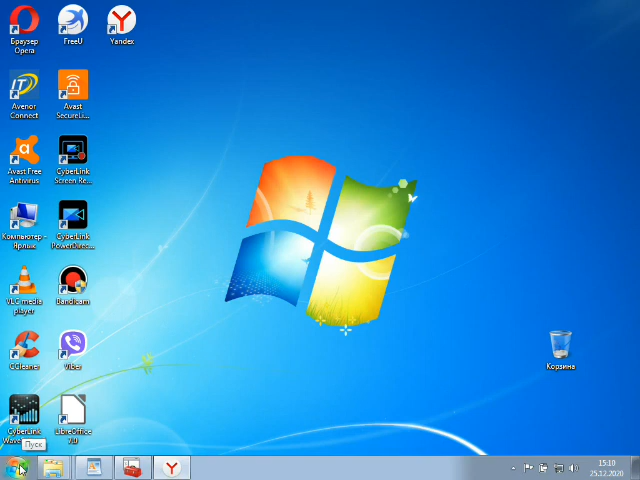 Браузер
Opera
FreeU
Yandex
Avenor
Connect
Avast
SecureLi...
Avast Free
Antivirus
CyberLink
Screen Re...
Компьютер -
Ярлык
CyberLink
PowerDirec...
VLC media
player
Bandicam
CCleaner
Viber
CyberLink
Wave
LibreOffice
7.0
Пуск
Корзина
15:10
25.12.2020